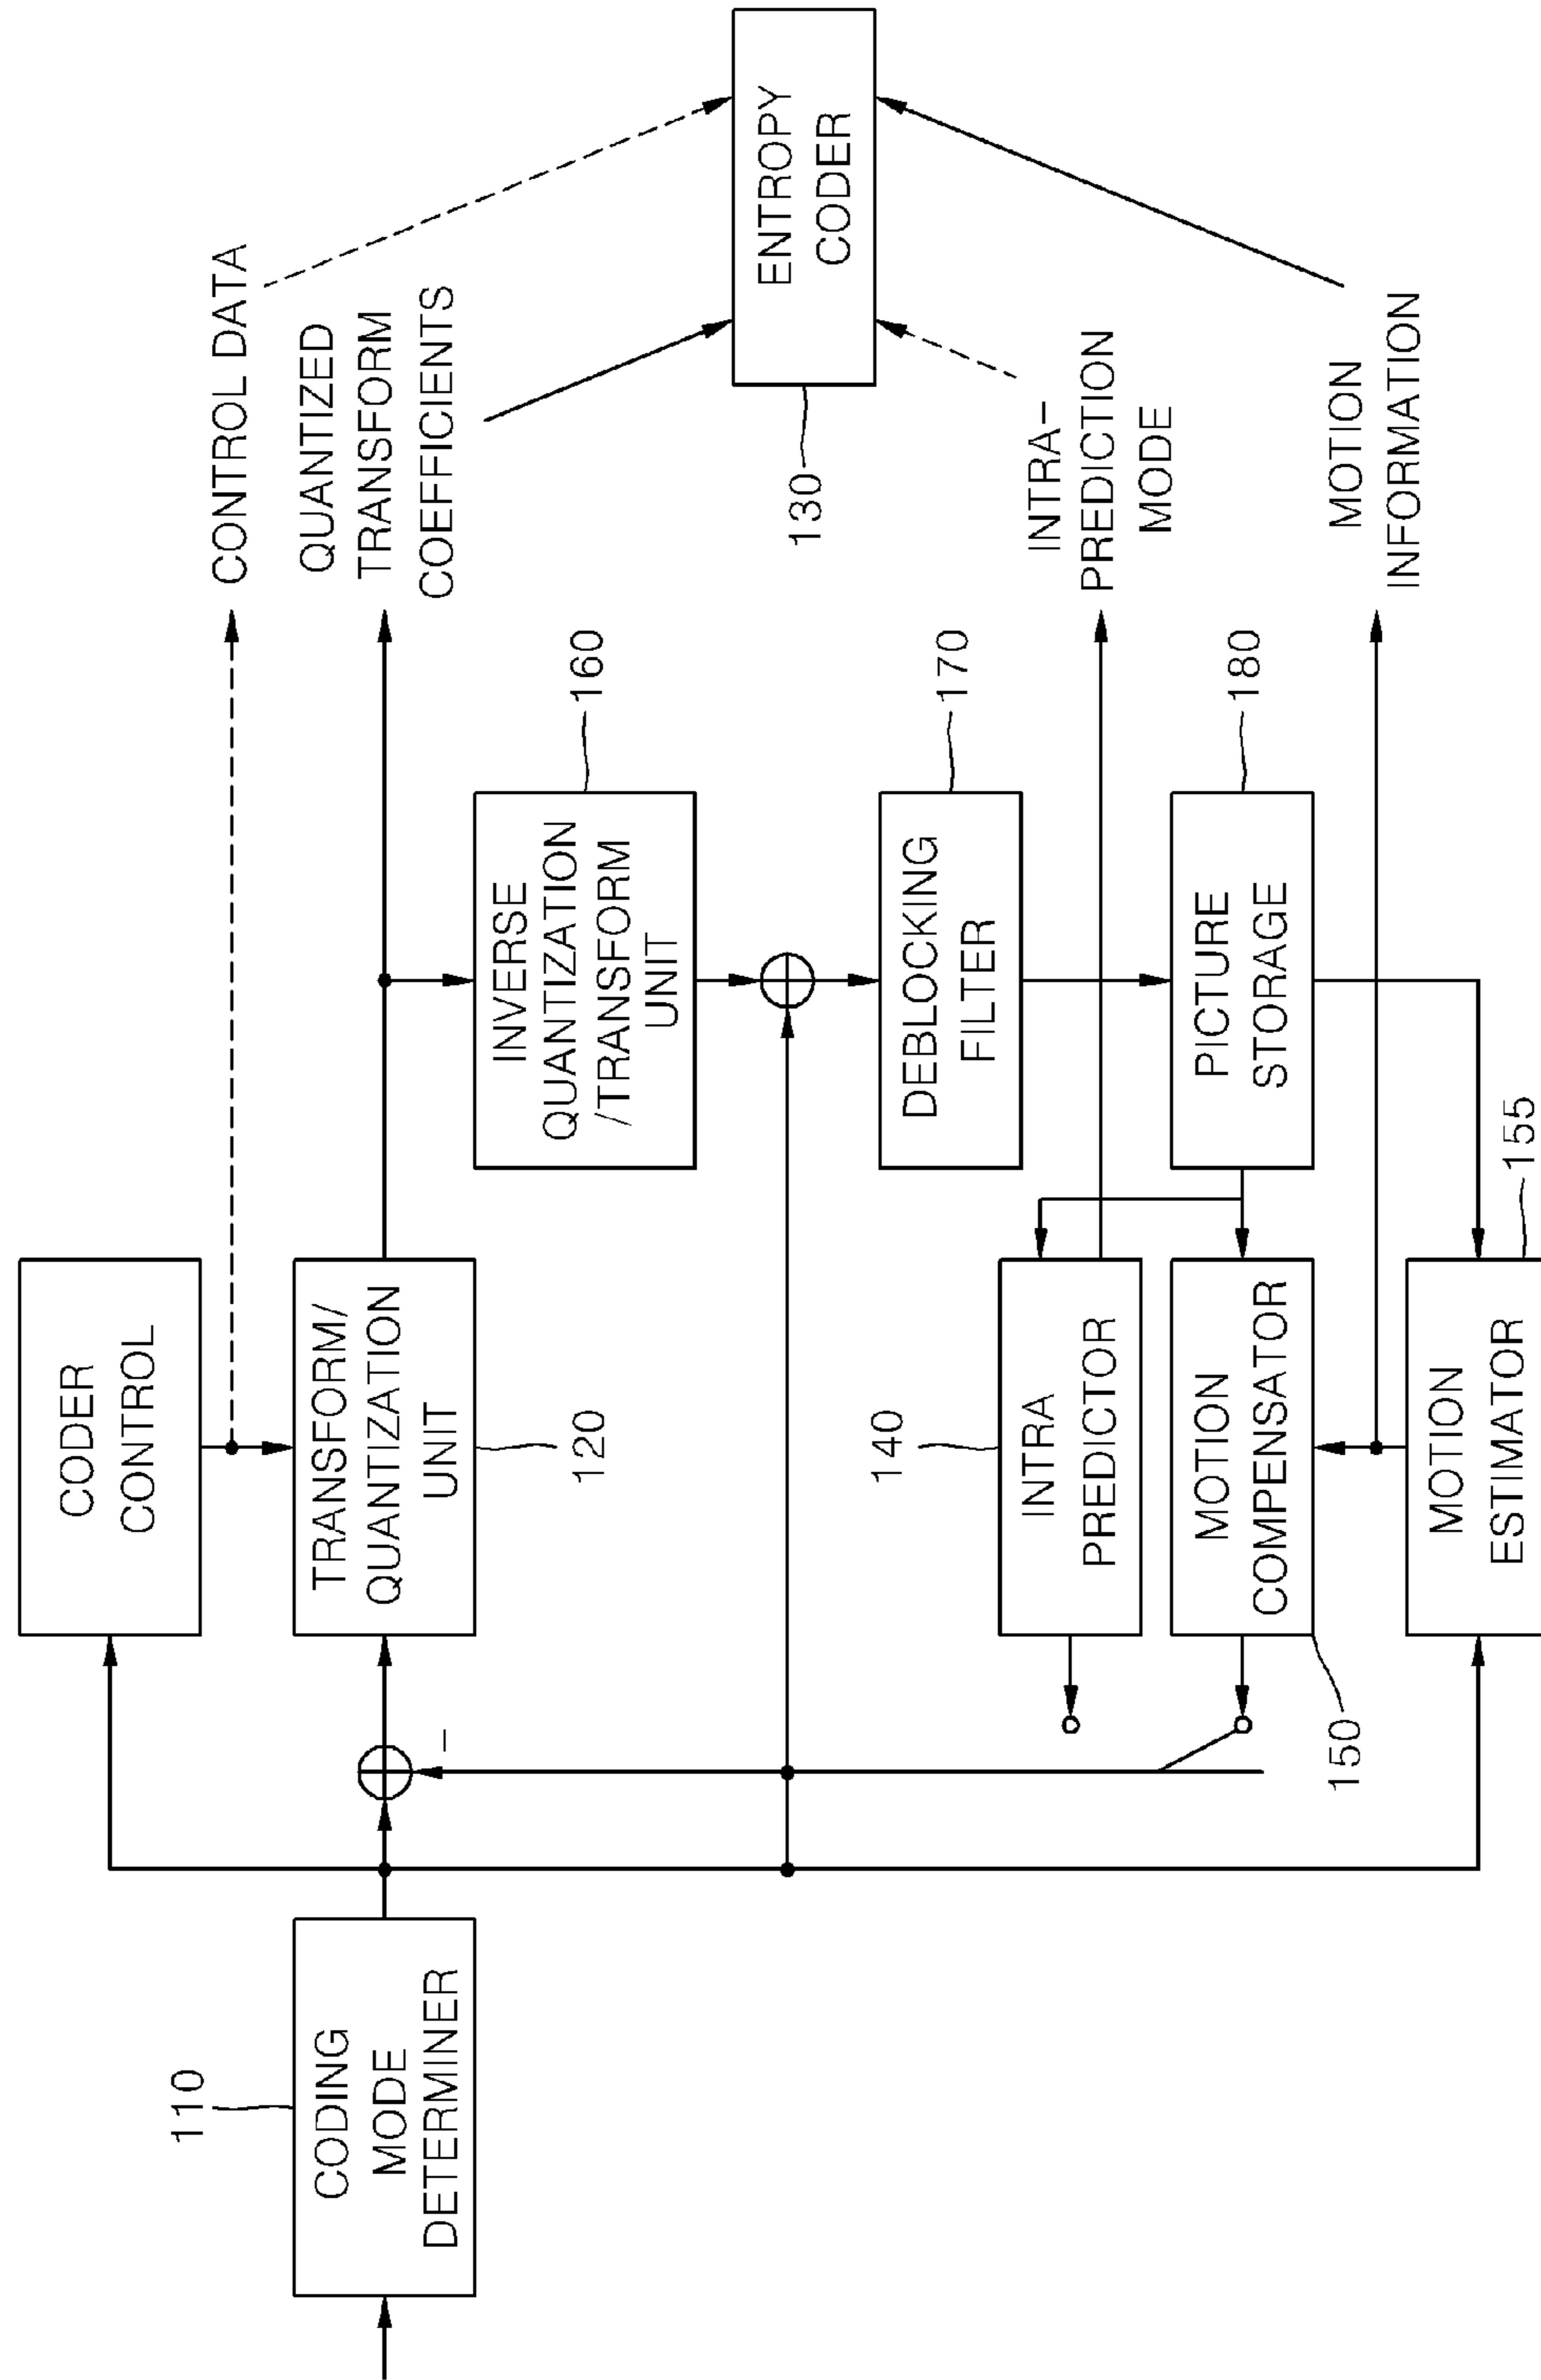 110
CODING
MODE
DETERMINER
CODER
CONTROL
TRANSFORM/
QUANTIZATION
UNIT
120
CONTROL DATA
QUANTIZED
TRANSFORM
COEFFICIENTS
INVERSE
QUANTIZATION
/TRANSFORM
UNIT
160
-
ENTROPY
CODER
130
DEBLOCKING
FILTER
170
140
INTRA
PREDICTOR
INTRA-
PREDICTION
MODE
MOTION
COMPENSATOR
150
PICTURE
STORAGE
180
MOTION
INFORMATION
MOTION
ESTIMATOR
155